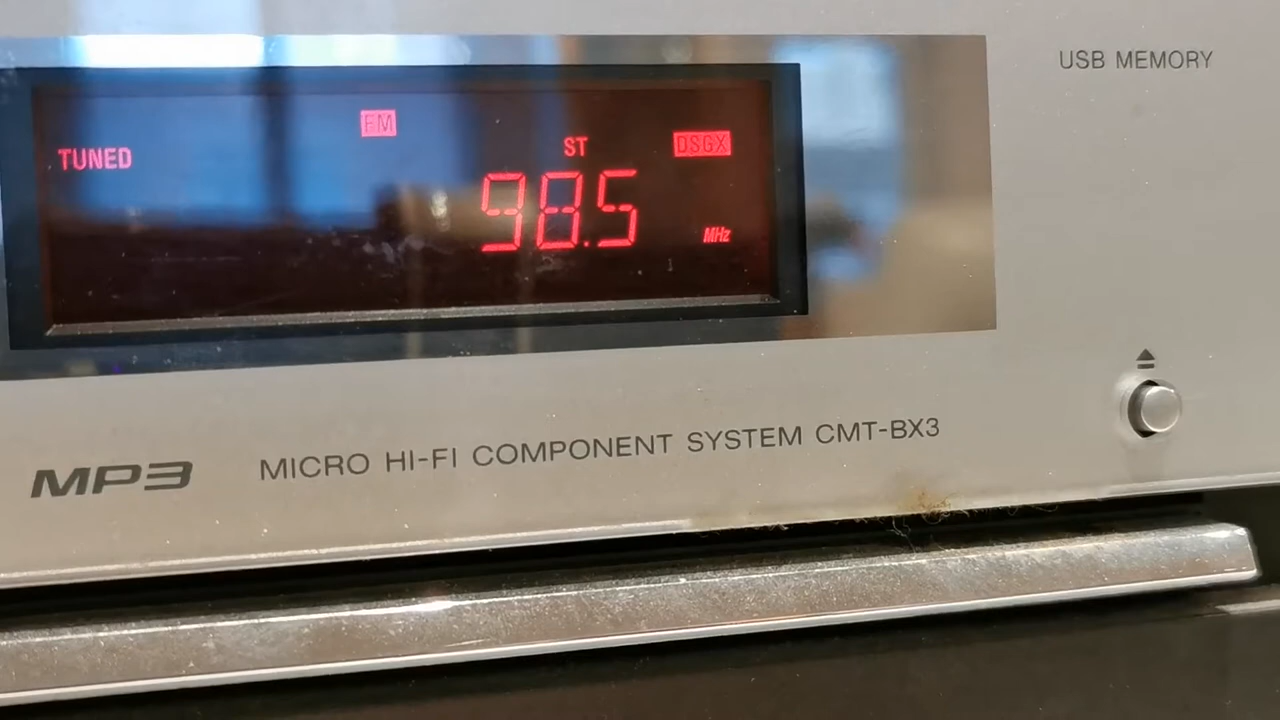 FM
TUNED
ST
DSGX
98.5
MHz
USB MEMORY
MP3
MICRO HI-FI COMPONENT SYSTEM CMT-BX3